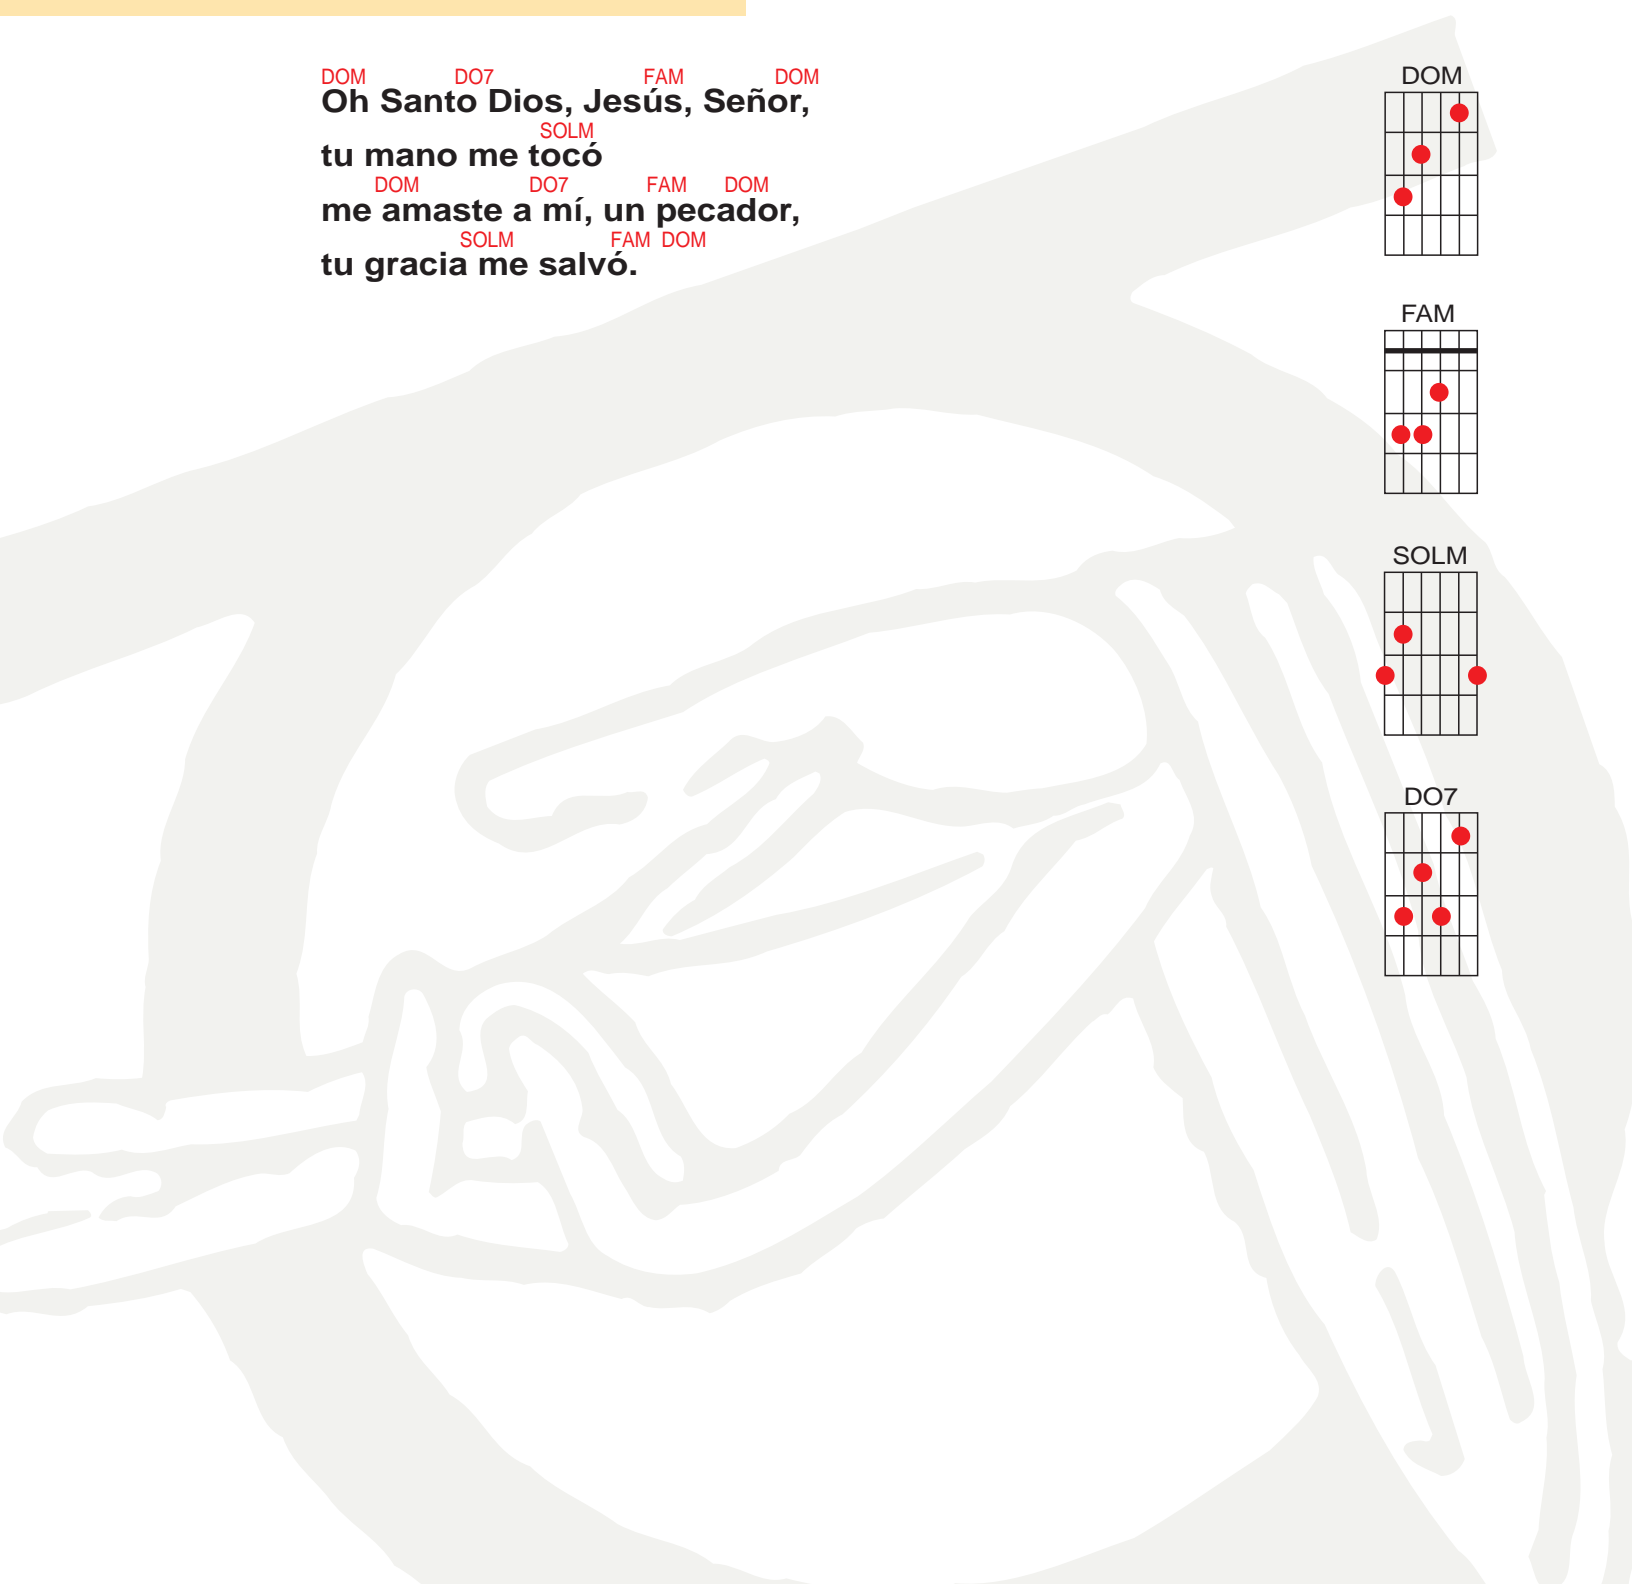 DOM DO7 FAM DOM
Oh Santo Dios, Jesús, Señor,
SOLM
tu mano me tocó
DOM DO7 FAM DOM
me amaste a mí, un pecador,
SOLM FAM DOM
tu gracia me salvó.
DOM
FAM
SOLM
DO7